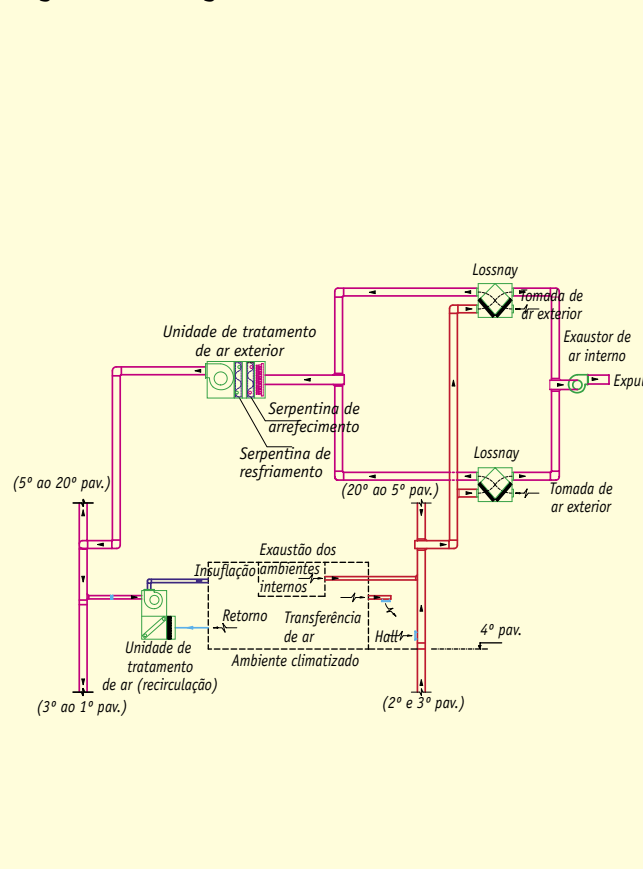 Lossnay
Tomada de
ar exterior
Exaustor de
ar interno
Unidade de tratamento
de ar exterior
Serpentina de
arrefecimento
Serpentina de
resfriamento
Lossnay
Tomada de
ar exterior
(5º ao 20º pav.)
(20º ao 5º pav.)
Exaustão dos
ambientes
internos
Insuflação
Retorno
Transferência
de ar
Hall
4º pav.
Unidade de
tratamento
de ar (recirculação)
Ambiente climatizado
(3º ao 1º pav.)
(2º e 3º pav.)